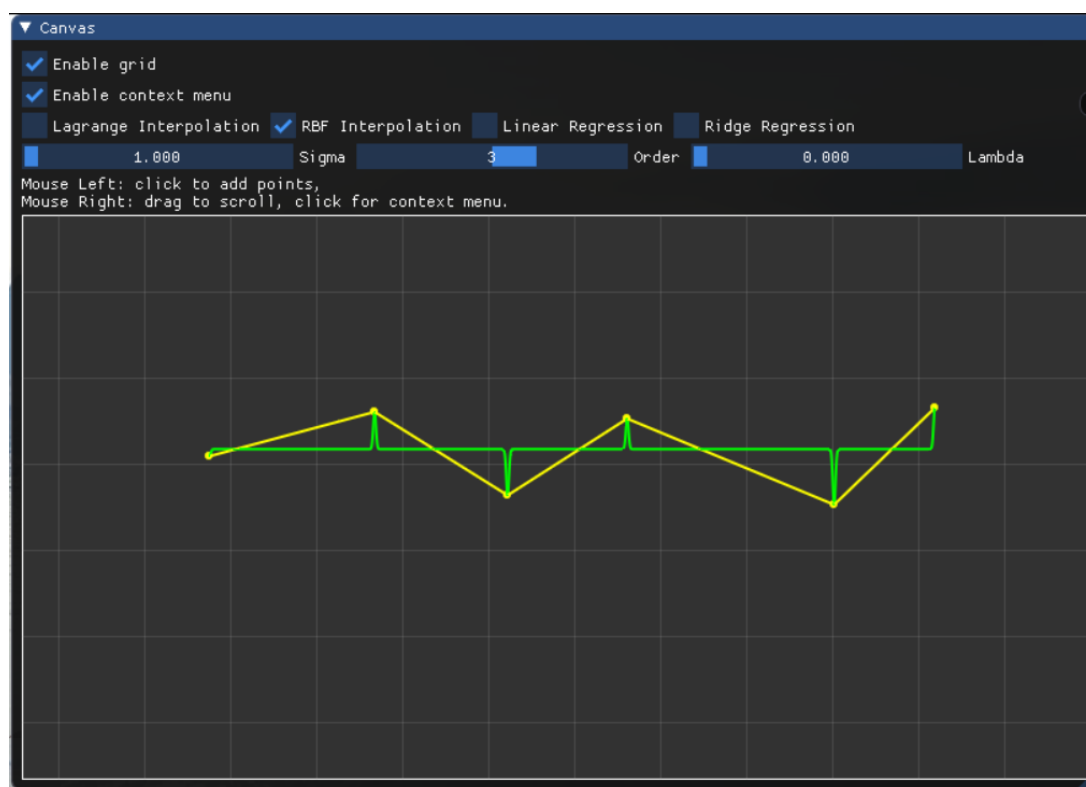 Canvas
Enable grid
Enable context menu
Lagrange Interpolation RBF Interpolation Linear Regression Ridge Regression
1.000 Sigma 3 Order 0.000 Lambda
Mouse Left: click to add points,
Mouse Right: drag to scroll, click for context menu.